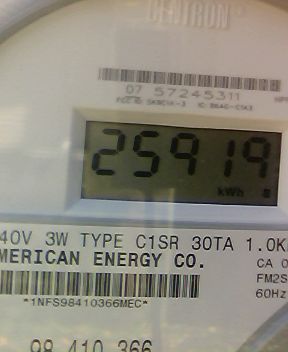 CENTRON
07 57245311
25919
kWh
40V 3W TYPE C1SR 30TA 1.0K
MERICAN ENERGY CO.
CA 0
FM2S
*1NFS98410366MEC*
60Hz
98 410 366